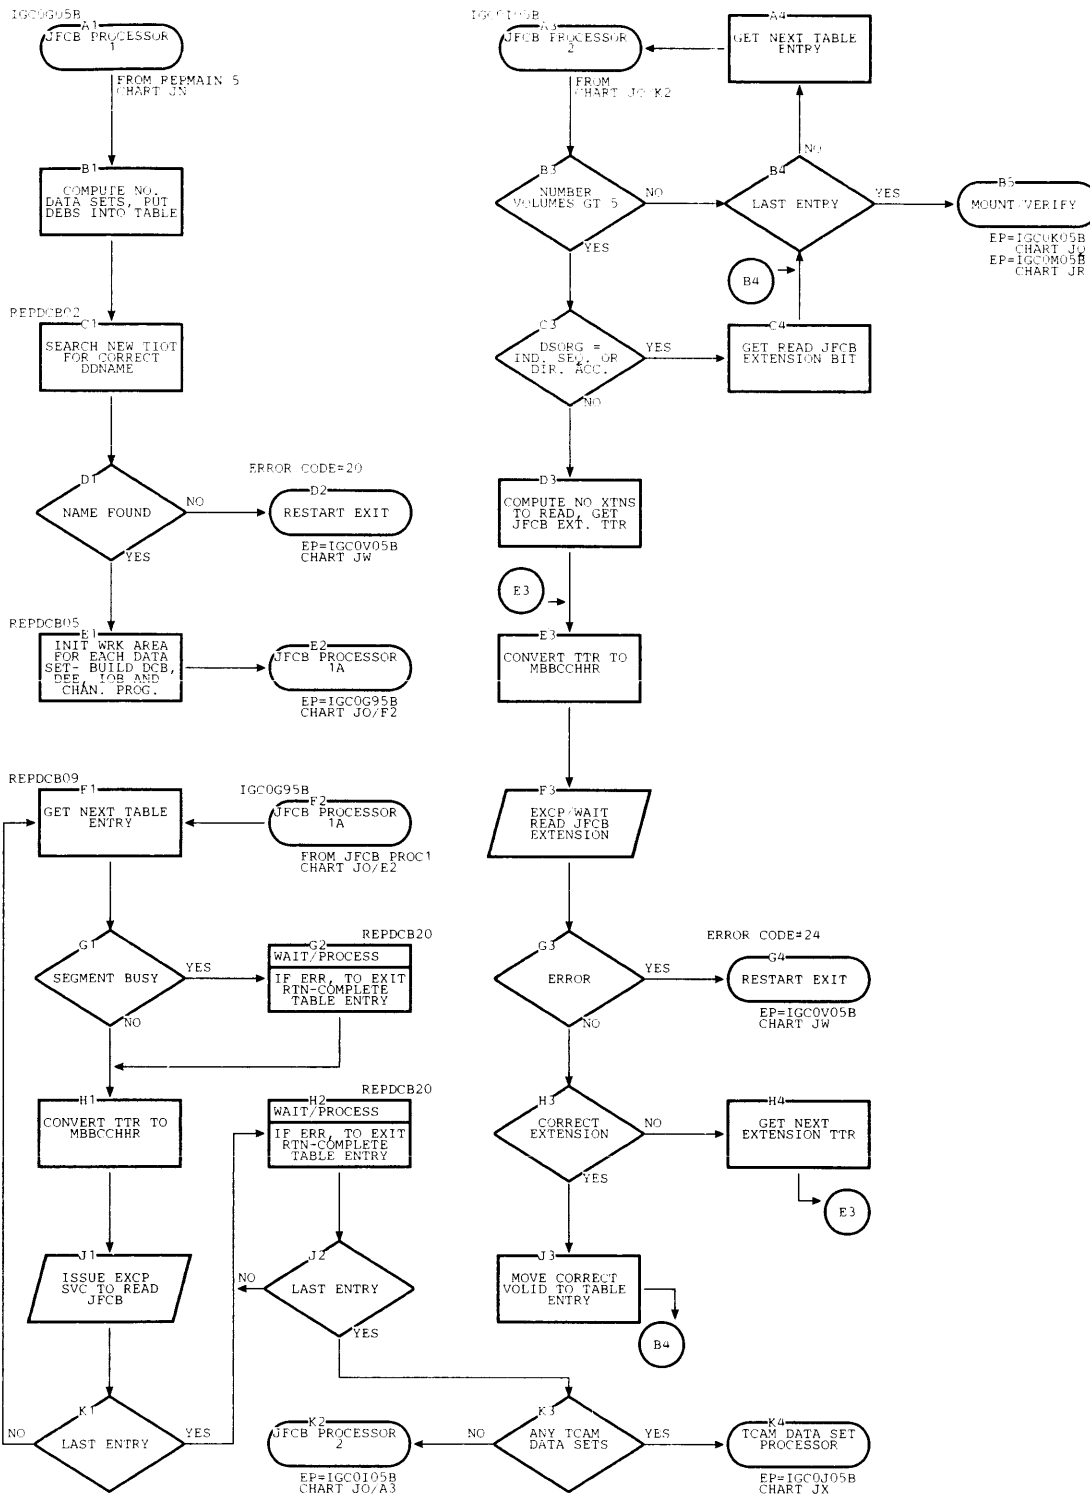 IGC0G05B
A1
JFCB PROCESSOR
1
FROM REPMAIN 5
CHART JN
B1
COMPUTE NO.
DATA SETS, PUT
DEBS INTO TABLE
REPDCB02
C1
SEARCH NEW TIOT
FOR CORRECT
DDNAME
D1
NAME FOUND
NO
YES
ERROR CODE=20
D2
RESTART EXIT
EP=IGC0V05B
CHART JW
REPDCB05
E1
INIT WRK AREA
FOR EACH DATA
SET- BUILD DCB,
DEE, IOB AND
CHAN. PROG.
E2
JFCB PROCESSOR
1A
EP=IGC0G95B
CHART JO/F2
REPDCB09
F1
GET NEXT TABLE
ENTRY
IGC0G95B
F2
JFCB PROCESSOR
1A
FROM JFCB PROC1
CHART JO/E2
G1
SEGMENT BUSY
YES
NO
REPDCB20
G2
WAIT/PROCESS
IF ERR, TO EXIT
RTN-COMPLETE
TABLE ENTRY
H1
CONVERT TTR TO
MBBCCHHR
REPDCB20
H2
WAIT/PROCESS
IF ERR, TO EXIT
RTN-COMPLETE
TABLE ENTRY
J1
ISSUE EXCP
SVC TO READ
JFCB
J2
LAST ENTRY
NO
YES
K1
LAST ENTRY
NO
YES
K2
JFCB PROCESSOR
2
EP=IGC0I05B
CHART JO/A3
K3
ANY TCAM
DATA SETS
NO
YES
K4
TCAM DATA SET
PROCESSOR
EP=IGC0J05B
CHART JX
IGC0I05B
A3
JFCB PROCESSOR
2
FROM
CHART JO/K2
A4
GET NEXT TABLE
ENTRY
B3
NUMBER
VOLUMES GT 5
NO
YES
B4
LAST ENTRY
NO
YES
B5
MOUNT/VERIFY
EP=IGC0K05B
CHART JQ
EP=IGC0M05B
CHART JR
B4
C3
DSORG =
IND. SEQ. OR
DIR. ACC.
YES
NO
C4
GET READ JFCB
EXTENSION BIT
D3
COMPUTE NO XTNS
TO READ, GET
JFCB EXT. TTR
E3
E3
CONVERT TTR TO
MBBCCHHR
F3
EXCP/WAIT
READ JFCB
EXTENSION
G3
ERROR
YES
NO
ERROR CODE=24
G4
RESTART EXIT
EP=IGC0V05B
CHART JW
H3
CORRECT
EXTENSION
NO
YES
H4
GET NEXT
EXTENSION TTR
E3
J3
MOVE CORRECT
VOLID TO TABLE
ENTRY
B4